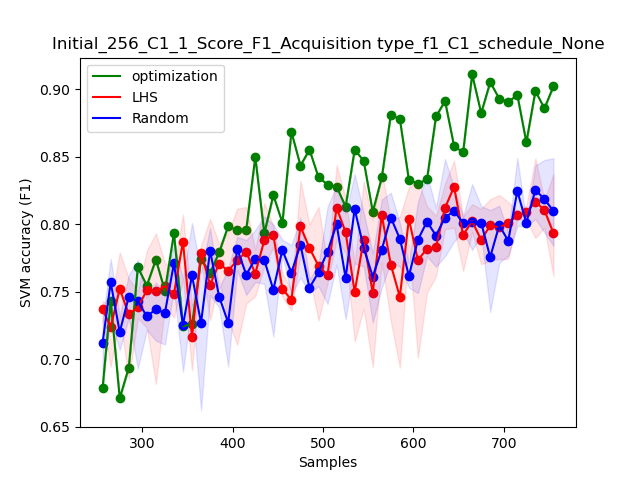 Initial_256_C1_1_Score_F1_Acquisition type_f1_C1_schedule_None
optimization
LHS
Random
SVM accuracy (F1)
0.90
0.85
0.80
0.75
0.70
0.65
300 400 500 600 700
Samples